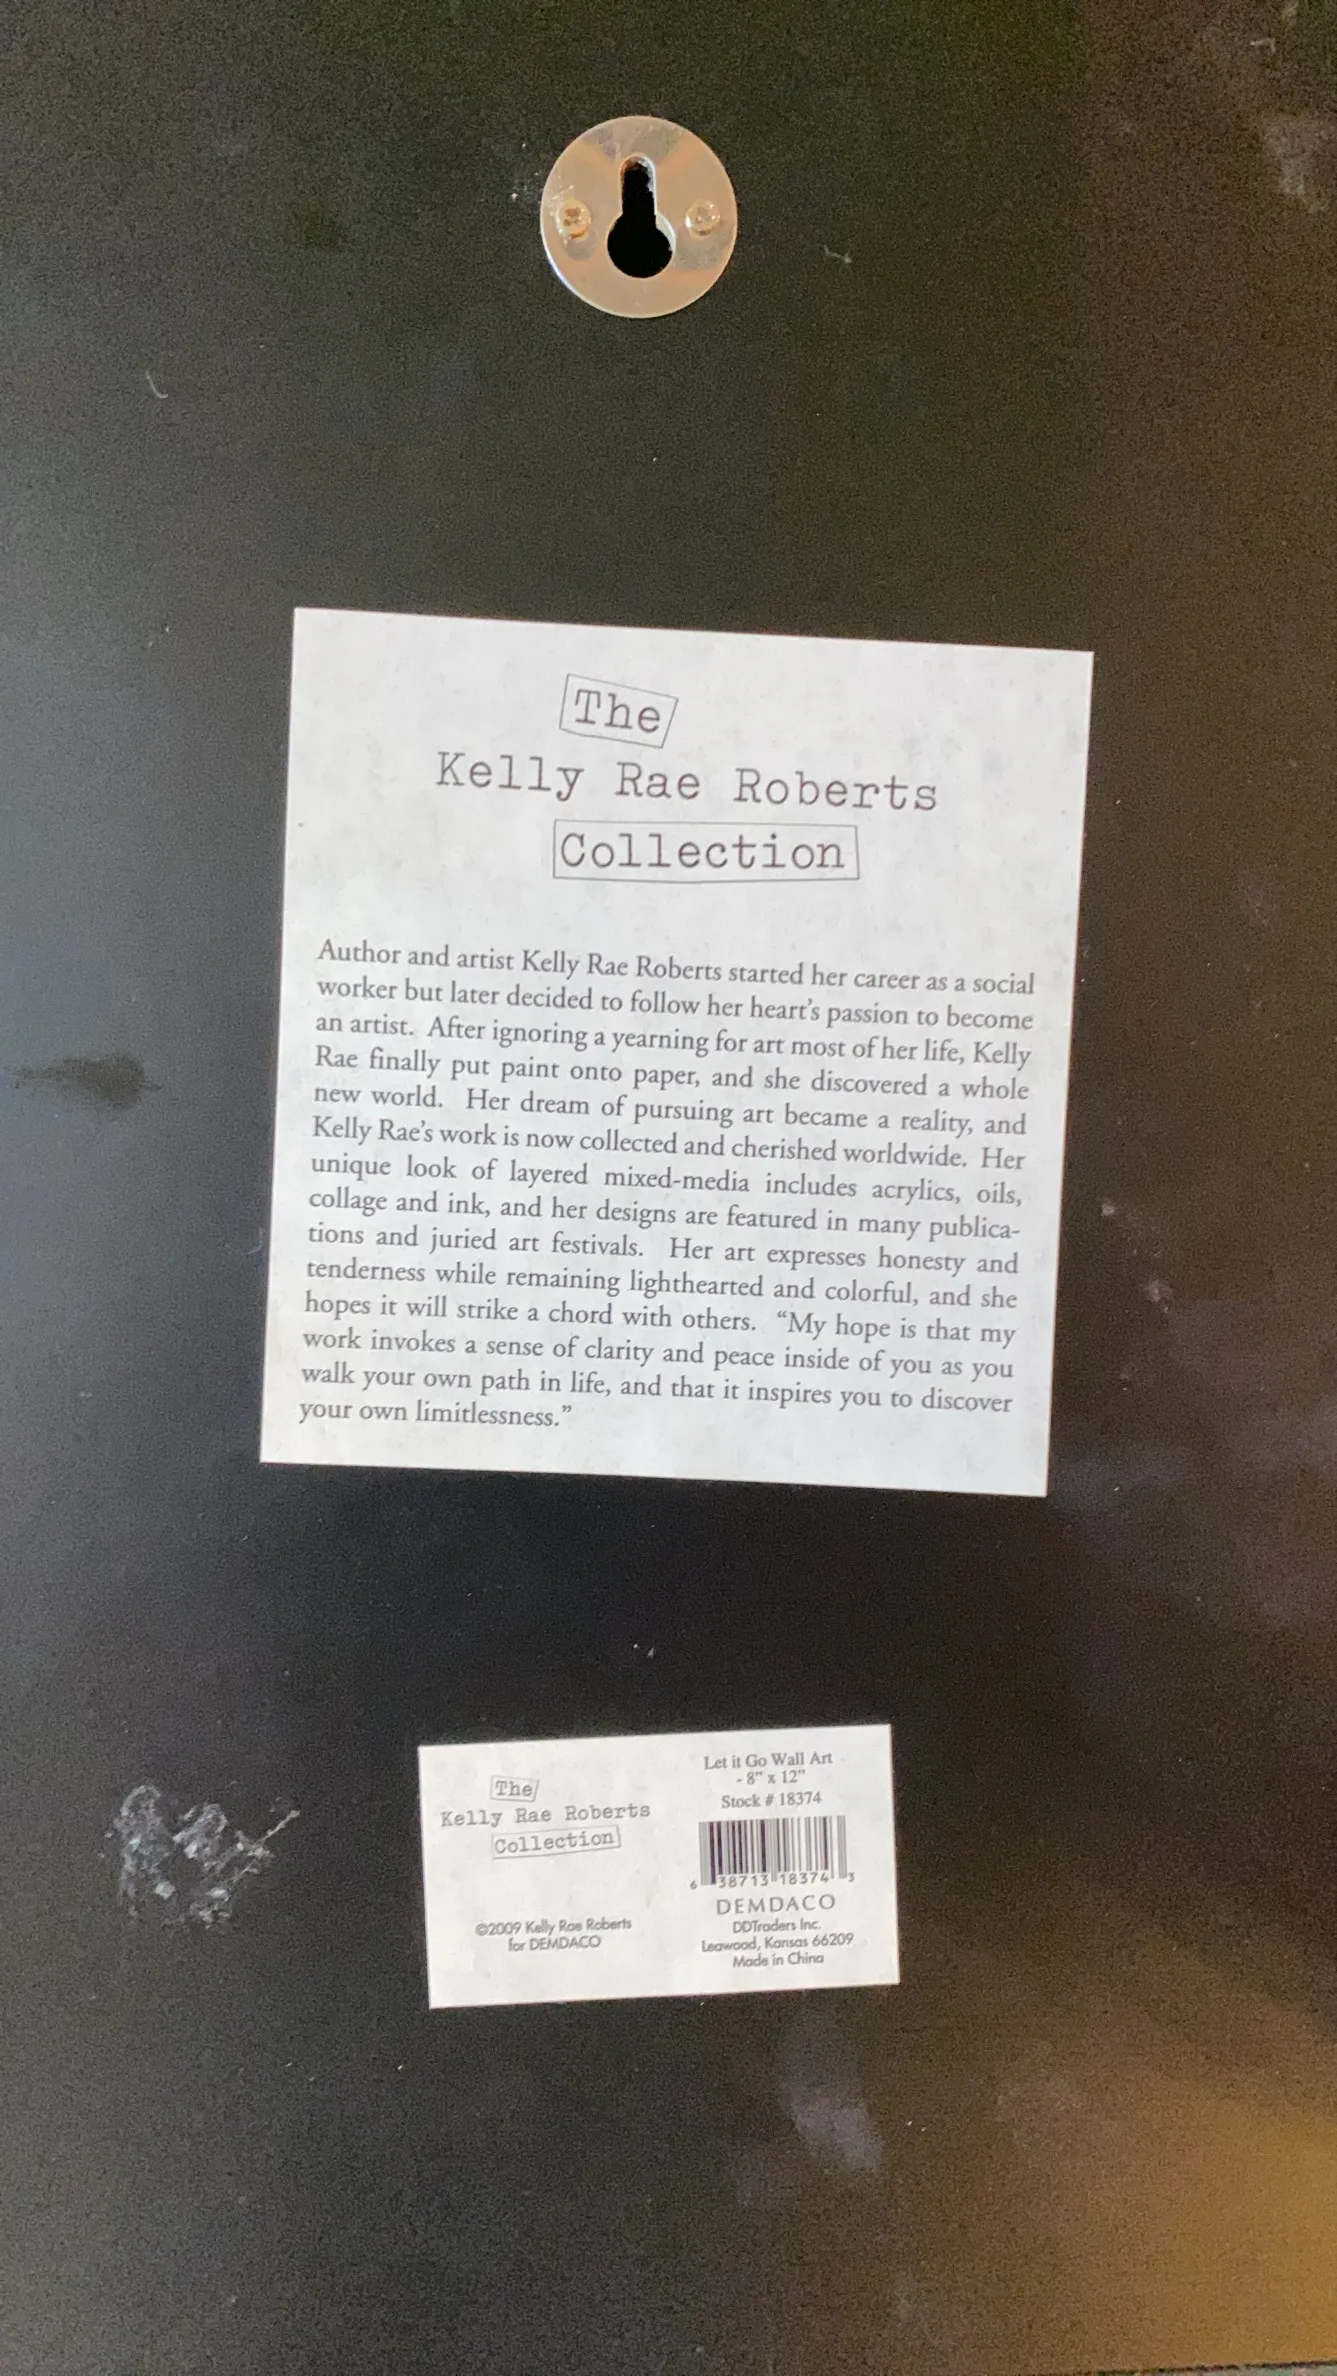 The
Kelly Rae Roberts
Collection
Author and artist Kelly Rae Roberts started her career as a social
worker but later decided to follow her heart's passion to become
an artist. After ignoring a yearning for art most of her life, Kelly
Rae finally put paint onto paper, and she discovered a whole
new world. Her dream of pursuing art became a reality, and
Kelly Rae's work is now collected and cherished worldwide. Her
unique look of layered mixed-media includes acrylics, oils,
collage and ink, and her designs are featured in many publica-
tions and juried art festivals. Her art expresses honesty and
tenderness while remaining lighthearted and colorful, and she
hopes it will strike a chord with others. “My hope is that my
work invokes a sense of clarity and peace inside of you as you
walk your own path in life, and that it inspires you to discover
your own limitlessness.”
The
Kelly Rae Roberts
Collection
©2009 Kelly Rae Roberts
for DEMDACO
Let it Go Wall Art
- 8" x 12"
Stock # 18374
6 38713 18374 3
DEMDACO
DDTraders Inc.
Leawood, Kansas 66209
Made in China